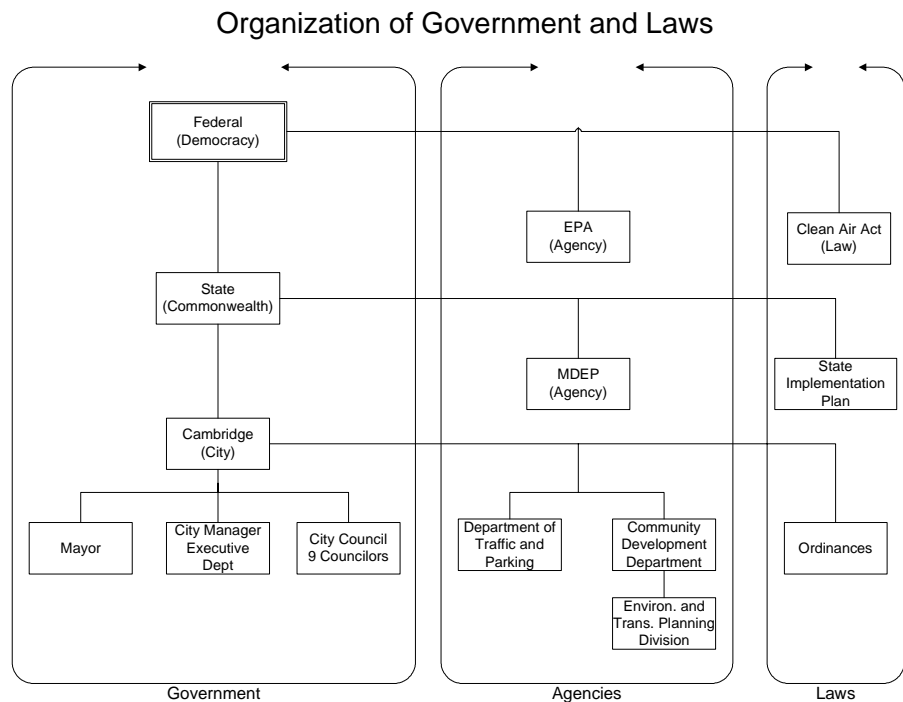 Organization of Government and Laws
Federal
(Democracy)
EPA
(Agency)
Clean Air Act
(Law)
State
(Commonwealth)
MDEP
(Agency)
State
Implementation
Plan
Cambridge
(City)
Mayor
City Manager
Executive
Dept
City Council
9 Councilors
Department of
Traffic and
Parking
Community
Development
Department
Ordinances
Environ. and
Trans. Planning
Division
Government
Agencies
Laws